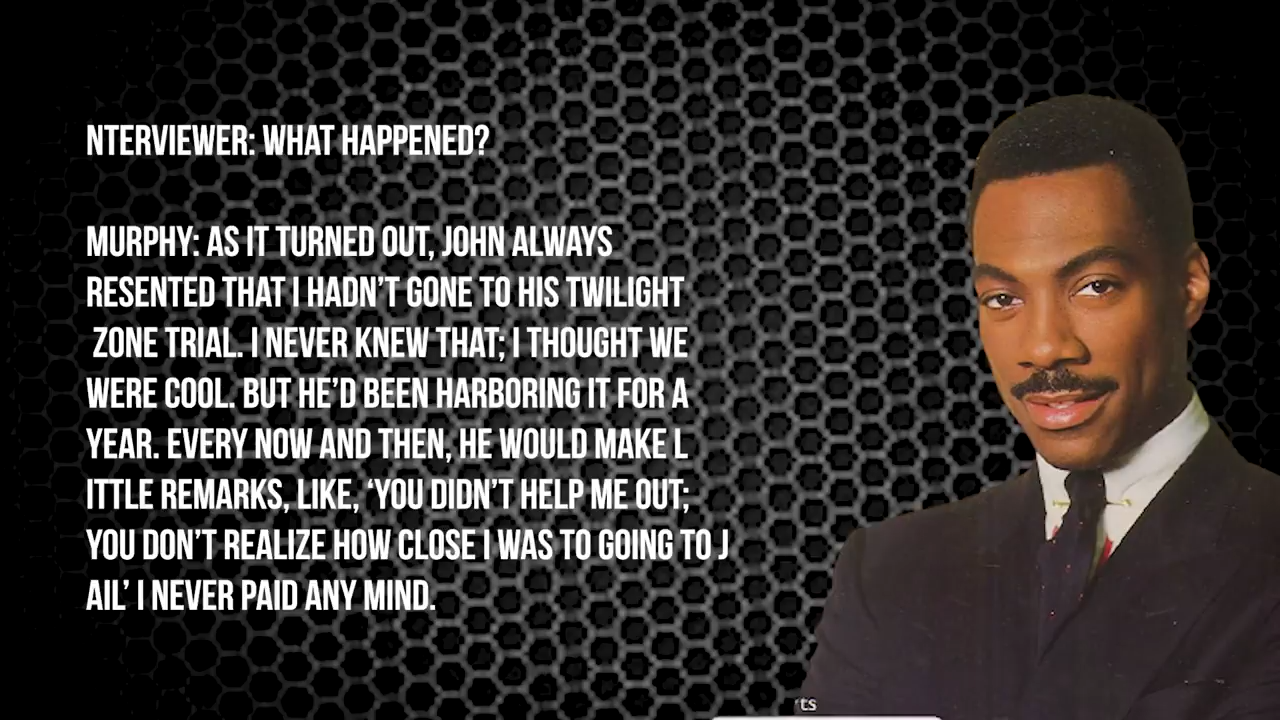 NTERVIEWER: WHAT HAPPENED?
MURPHY: AS IT TURNED OUT, JOHN ALWAYS
RESENTED THAT I HADN'T GONE TO HIS TWILIGHT
ZONE TRIAL. I NEVER KNEW THAT; I THOUGHT WE
WERE COOL. BUT HE'D BEEN HARBORING IT FOR A
YEAR. EVERY NOW AND THEN, HE WOULD MAKE L
ITTLE REMARKS, LIKE, ‘YOU DIDN'T HELP ME OUT;
YOU DON'T REALIZE HOW CLOSE I WAS TO GOING TO J
AIL’ I NEVER PAID ANY MIND.
ts